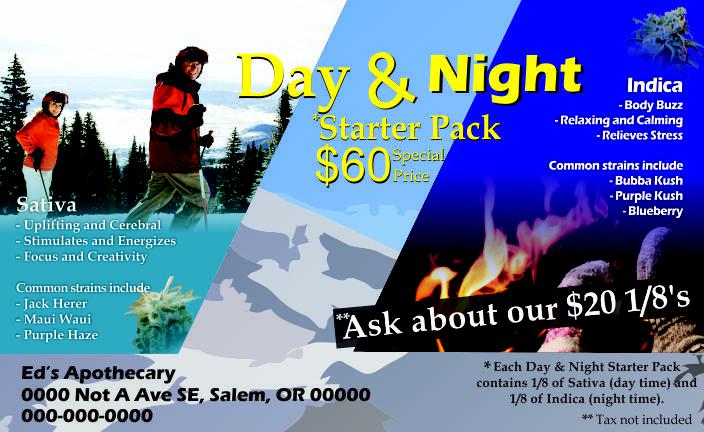 Day & Night
*Starter Pack
$60 Special
Price
Sativa
- Uplifting and Cerebral
- Stimulates and Energizes
- Focus and Creativity
Common strains include
- Jack Herer
- Maui Waui
- Purple Haze
Indica
- Body Buzz
- Relaxing and Calming
- Relieves Stress
Common strains include
- Bubba Kush
- Purple Kush
- Blueberry
**Ask about our $20 1/8's
Ed's Apothecary
0000 Not A Ave SE, Salem, OR 00000
000-000-0000
* Each Day & Night Starter Pack
contains 1/8 of Sativa (day time) and
1/8 of Indica (night time).
** Tax not included